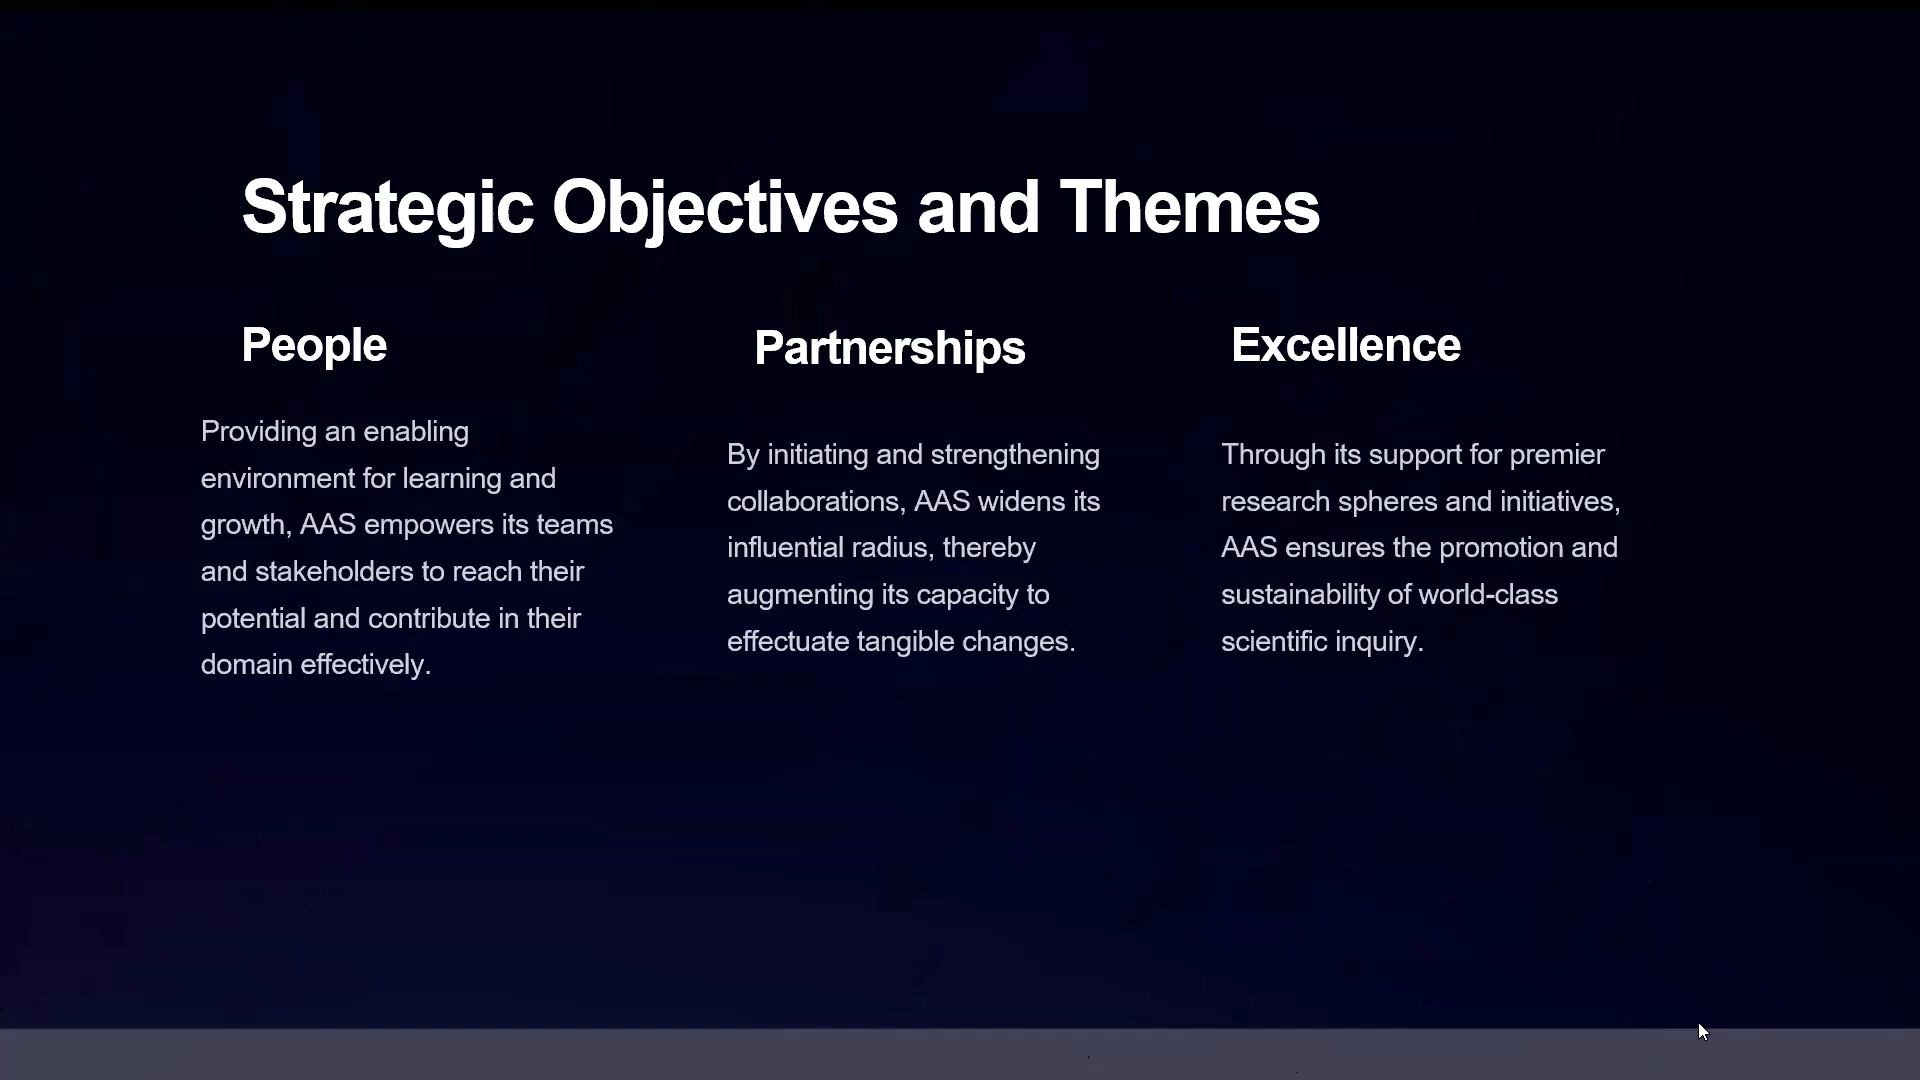 Strategic Objectives and Themes
People
Providing an enabling
environment for learning and
growth, AAS empowers its teams
and stakeholders to reach their
potential and contribute in their
domain effectively.
Partnerships
By initiating and strengthening
collaborations, AAS widens its
influential radius, thereby
augmenting its capacity to
effectuate tangible changes.
Excellence
Through its support for premier
research spheres and initiatives,
AAS ensures the promotion and
sustainability of world-class
scientific inquiry.